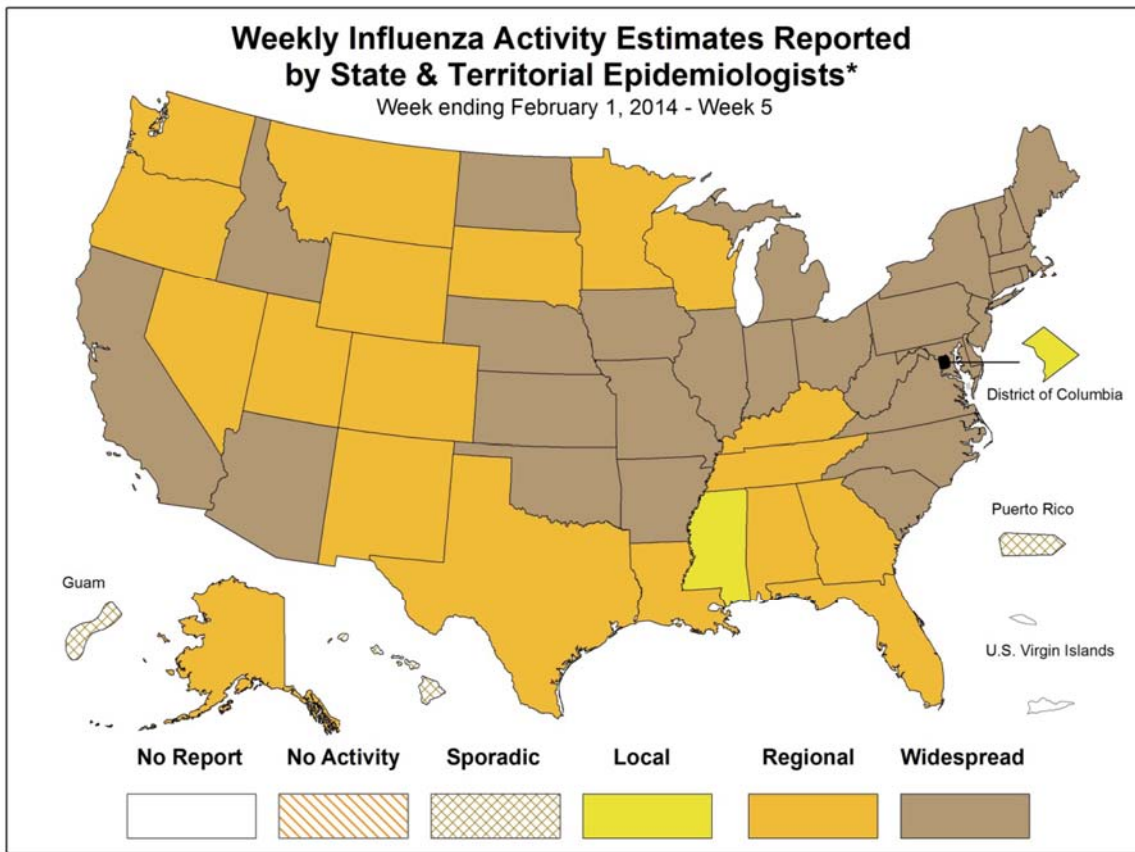 Weekly Influenza Activity Estimates Reported
by State & Territorial Epidemiologists*
Week ending February 1, 2014 - Week 5
District of Columbia
Puerto Rico
Guam
U.S. Virgin Islands
No Report
No Activity
Sporadic
Local
Regional
Widespread